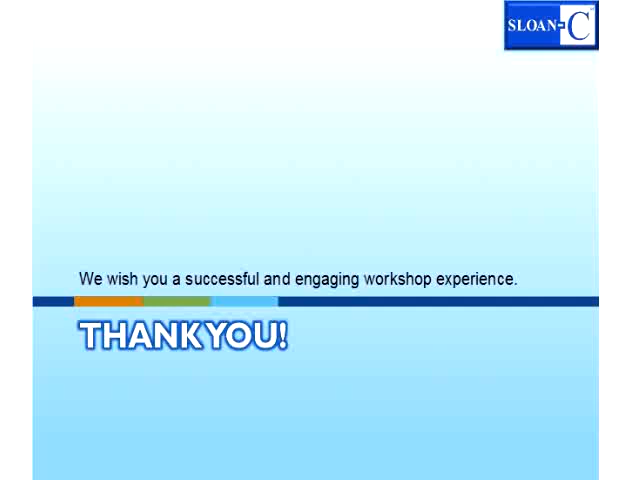 SLOAN-C
We wish you a successful and engaging workshop experience.
THANK YOU!